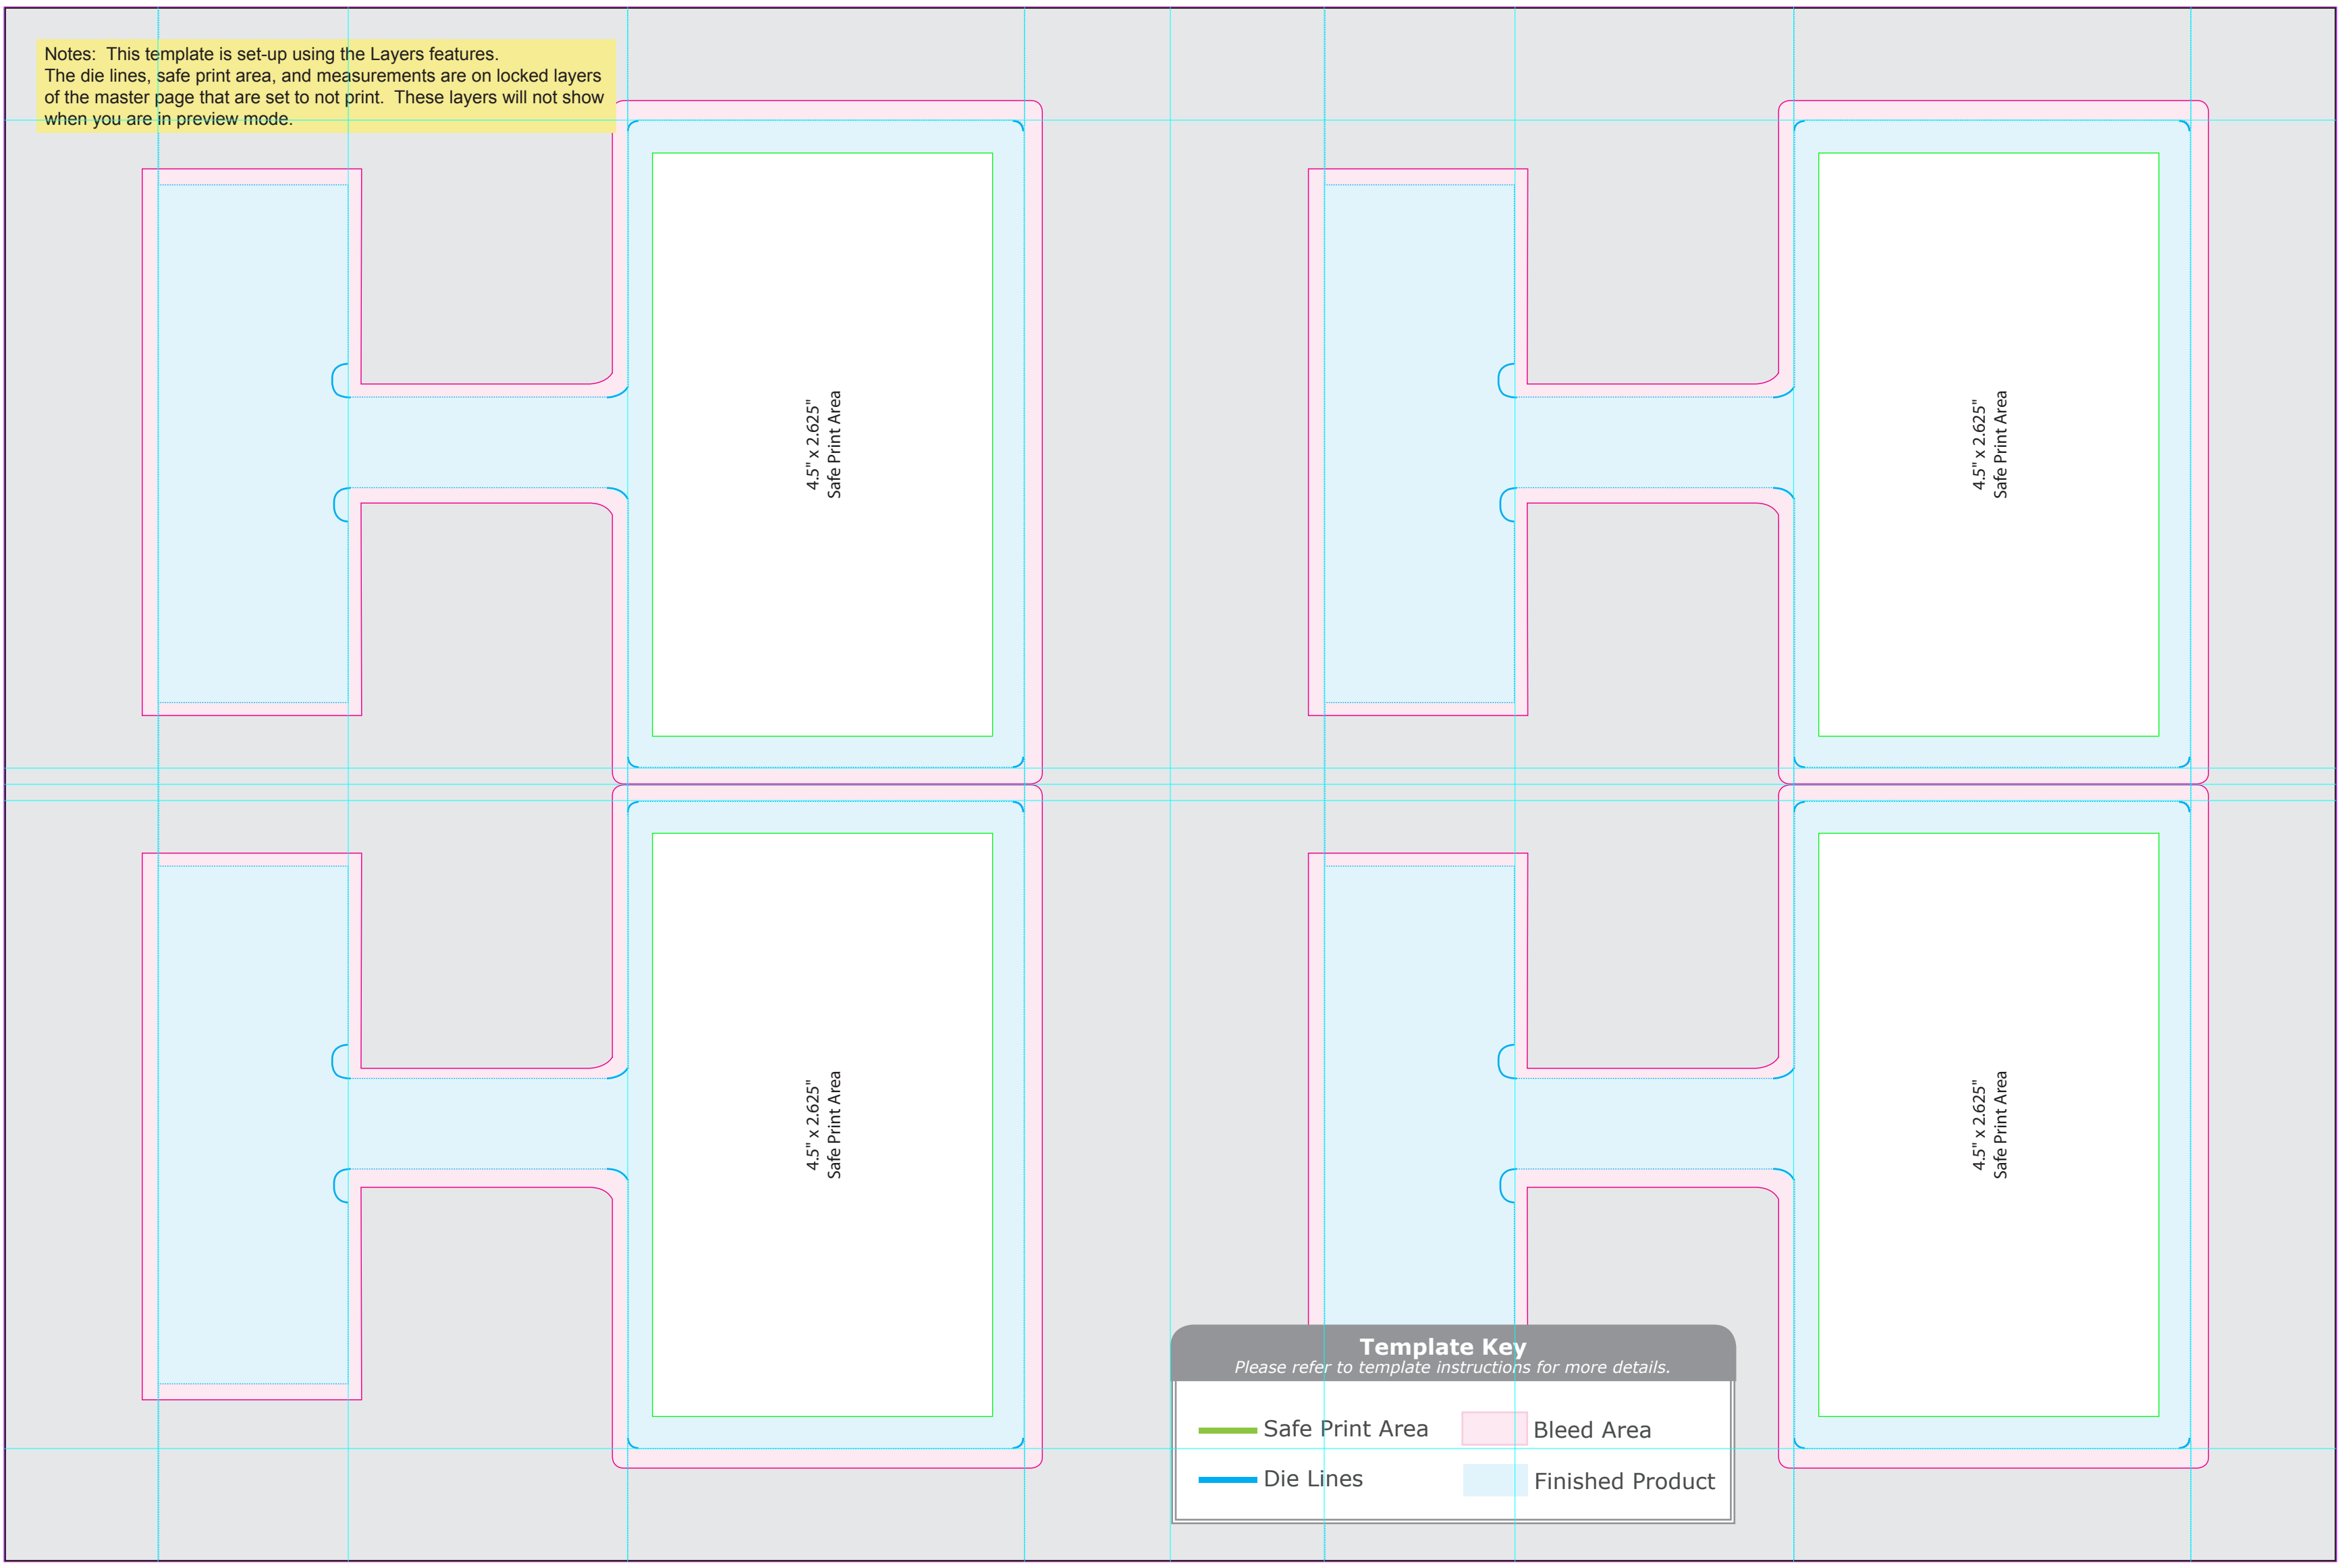 Notes:  This template is set-up using the Layers features.
The die lines, safe print area, and measurements are on locked layers
of the master page that are set to not print.  These layers will not show
when you are in preview mode.
4.5" x 2.625"
Safe Print Area
4.5" x 2.625"
Safe Print Area
4.5" x 2.625"
Safe Print Area
4.5" x 2.625"
Safe Print Area
Template Key
Please refer to template instructions for more details.
Safe Print Area
Bleed Area
Die Lines
Finished Product